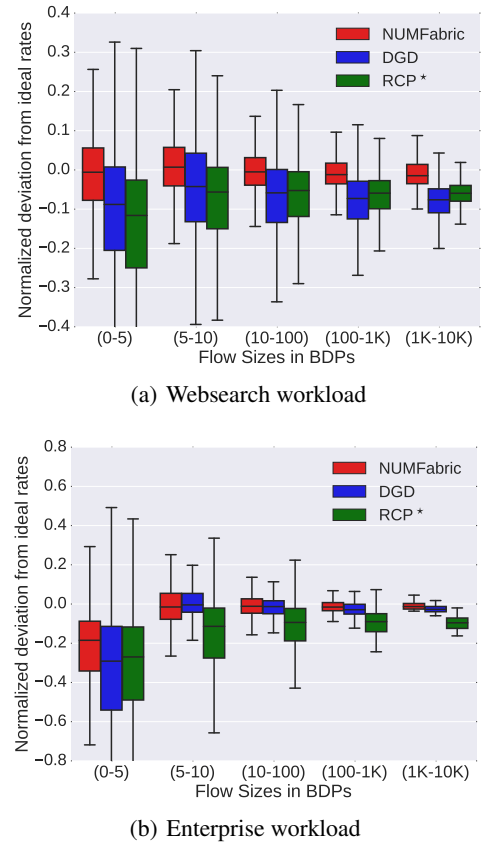 0.4
0.3
0.2
0.1
0.0
−0.1
−0.2
−0.3
−0.4
Normalized deviation from ideal rates
NUMFabric
DGD
RCP *
(0-5) (5-10) (10-100) (100-1K) (1K-10K)
Flow Sizes in BDPs
(a) Websearch workload
0.8
0.6
0.4
0.2
0.0
−0.2
−0.4
−0.6
−0.8
Normalized deviation from ideal rates
NUMFabric
DGD
RCP *
(0-5) (5-10) (10-100) (100-1K) (1K-10K)
Flow Sizes in BDPs
(b) Enterprise workload